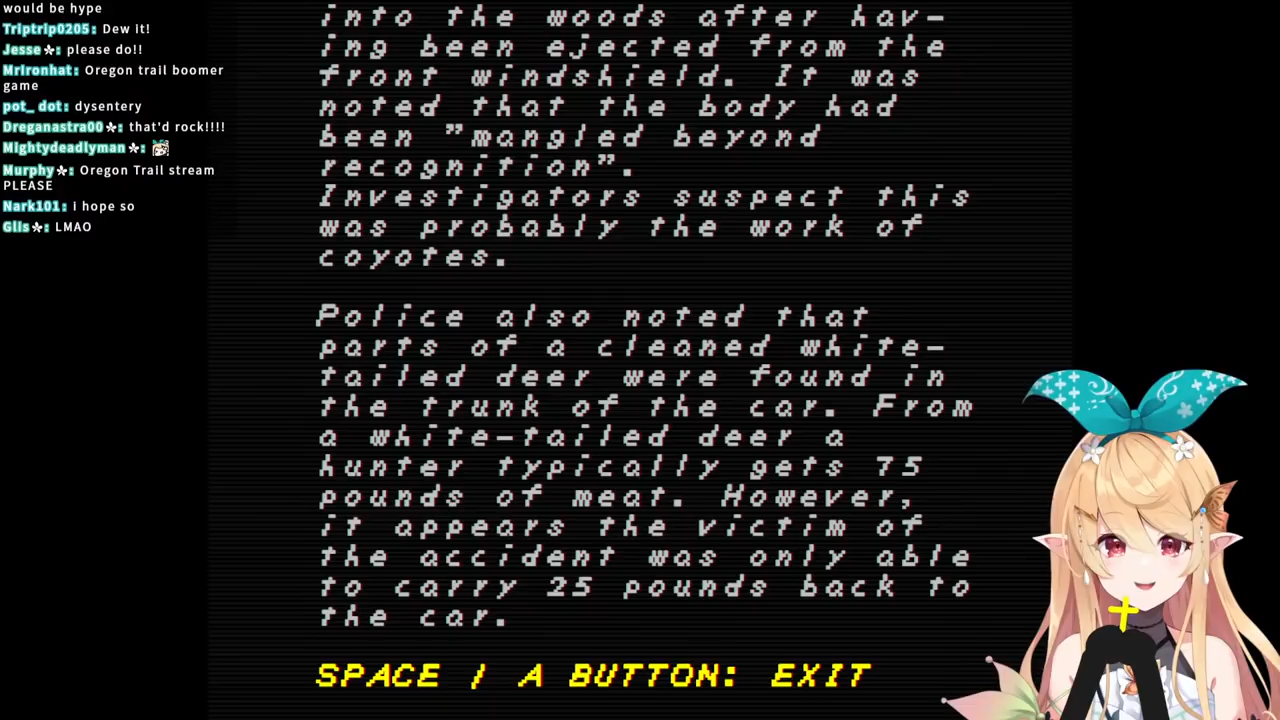 would be hype
Triptrip0205: Dew it!
Jesse: please do!!
MrIronhat: Oregon trail boomer
game
pot_dot: dysentery
Dreganastra00: that'd rock!!!!
Mightydeadlyman:
Murphy: Oregon Trail stream
PLEASE
Nark101: i hope so
Glis: LMAO
into the woods after hav-
ing been ejected from the
front windshield. It was
noted that the body had
been "mangled beyond
recognition".
Investigators suspect this
was probably the work of
coyotes.
Police also noted that
parts of a cleaned white-
tailed deer were found in
the trunk of the car. From
a white-tailed deer a
hunter typically gets 75
pounds of meat. However,
it appears the victim of
the accident was only able
to carry 25 pounds back to
the car.
SPACE / A BUTTON: EXIT